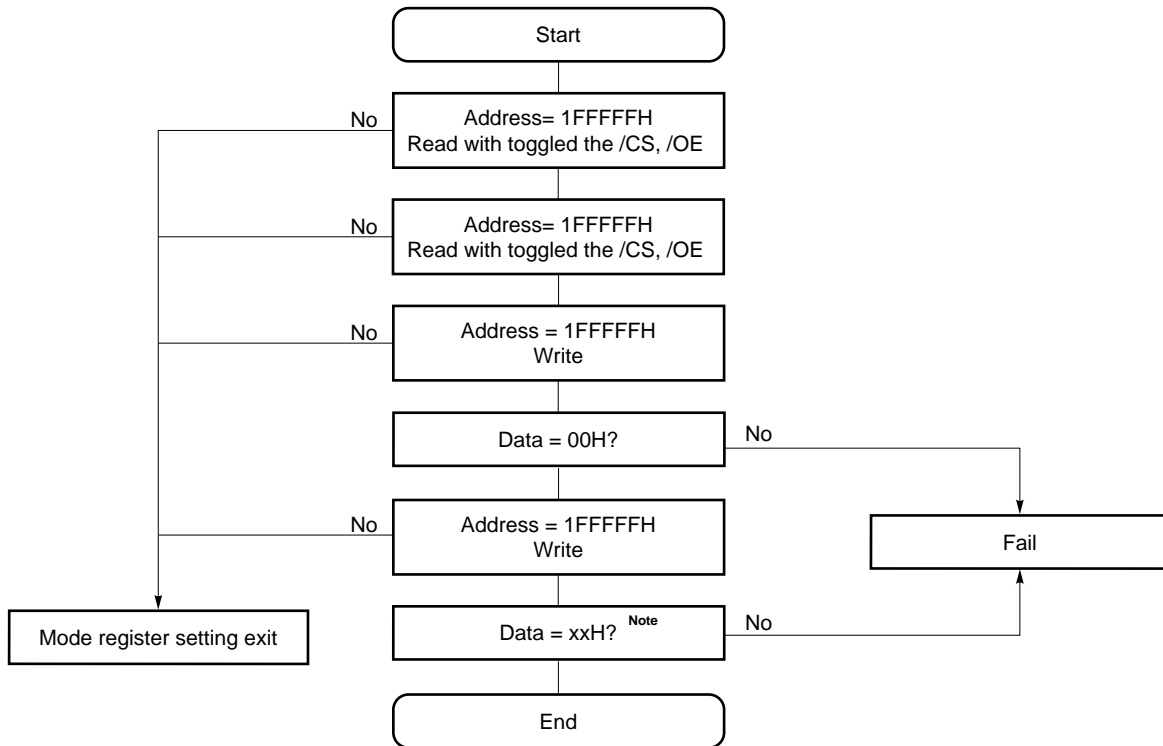 Start
No
Address= 1FFFFFH
Read with toggled the /CS, /OE
No
Address= 1FFFFFH
Read with toggled the /CS, /OE
No
Address = 1FFFFFH
Write
Data = 00H?
No
No
Address = 1FFFFFH
Write
Fail
Mode register setting exit
Data = xxH? Note
No
End